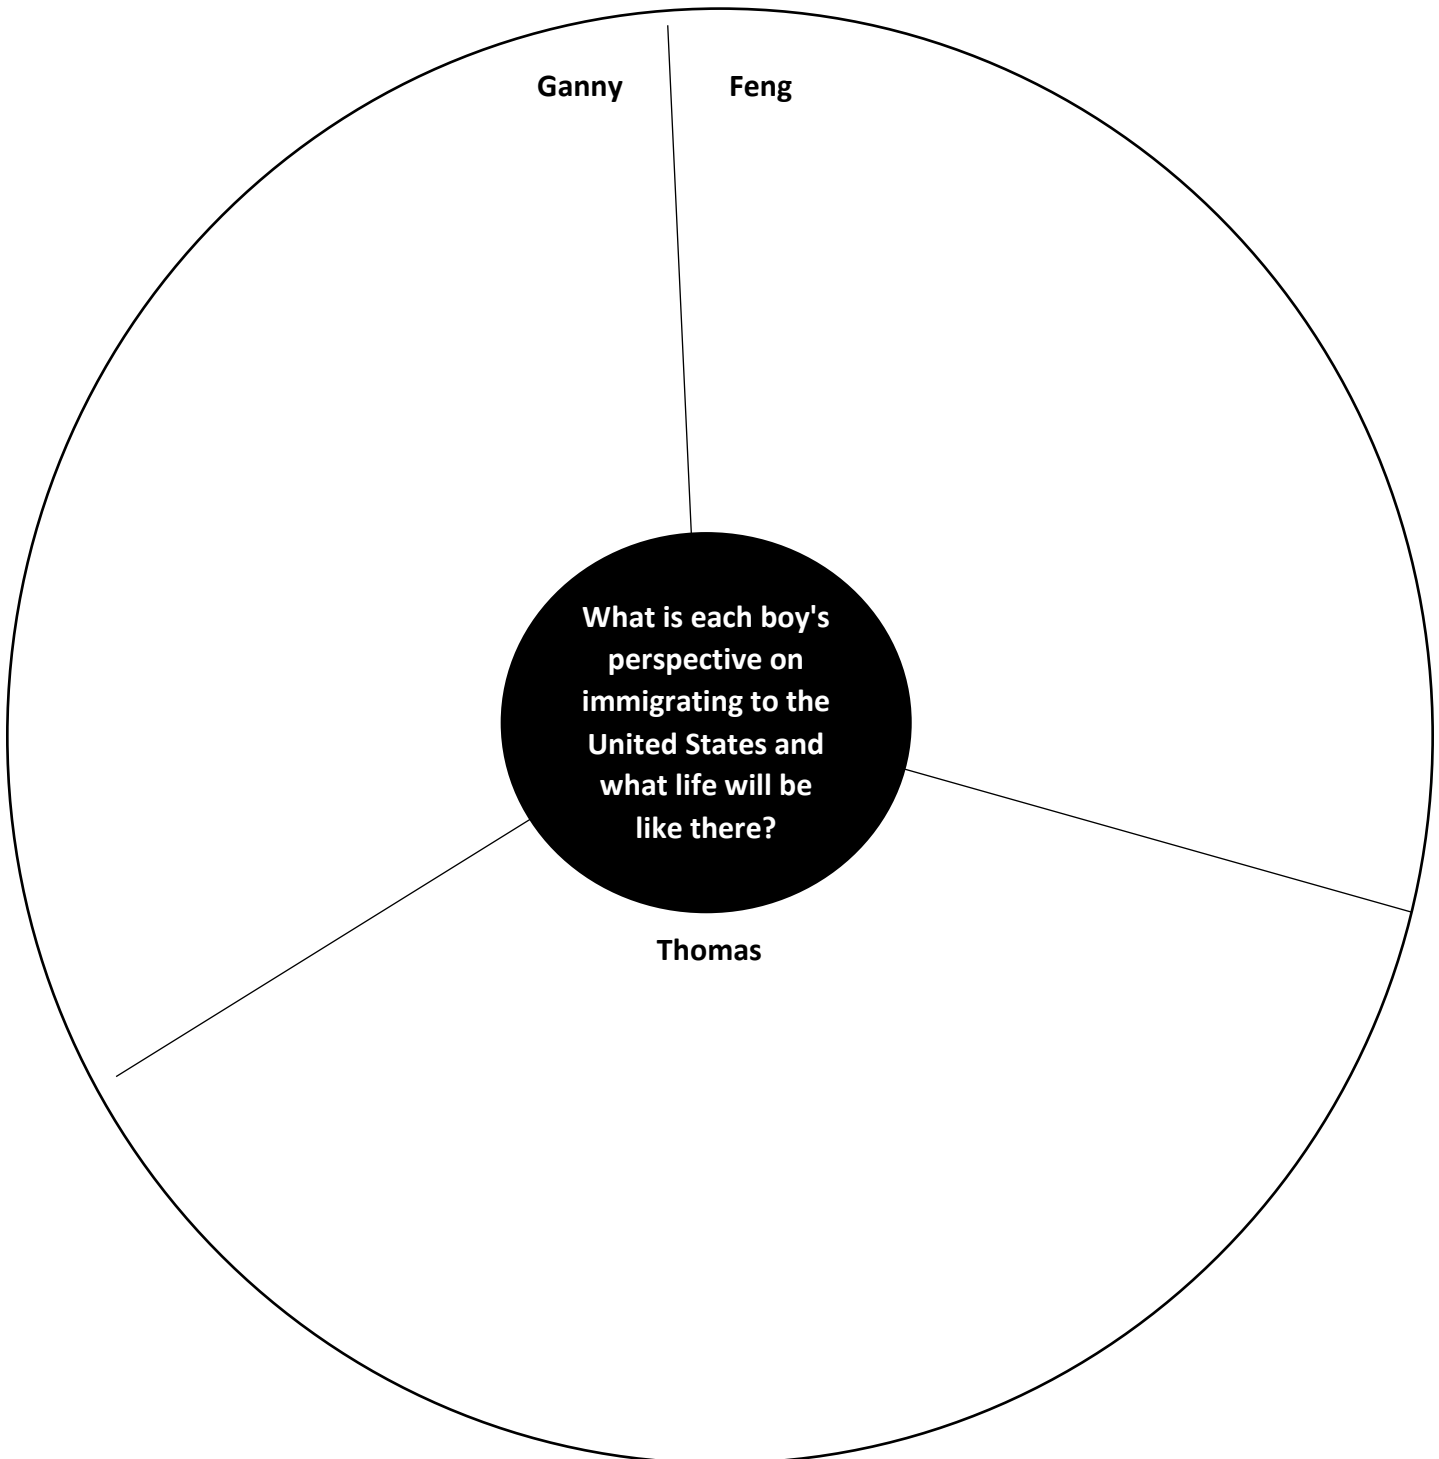 Ganny
Feng
What is each boy's
perspective on
immigrating to the
United States and
what life will be
like there?
Thomas